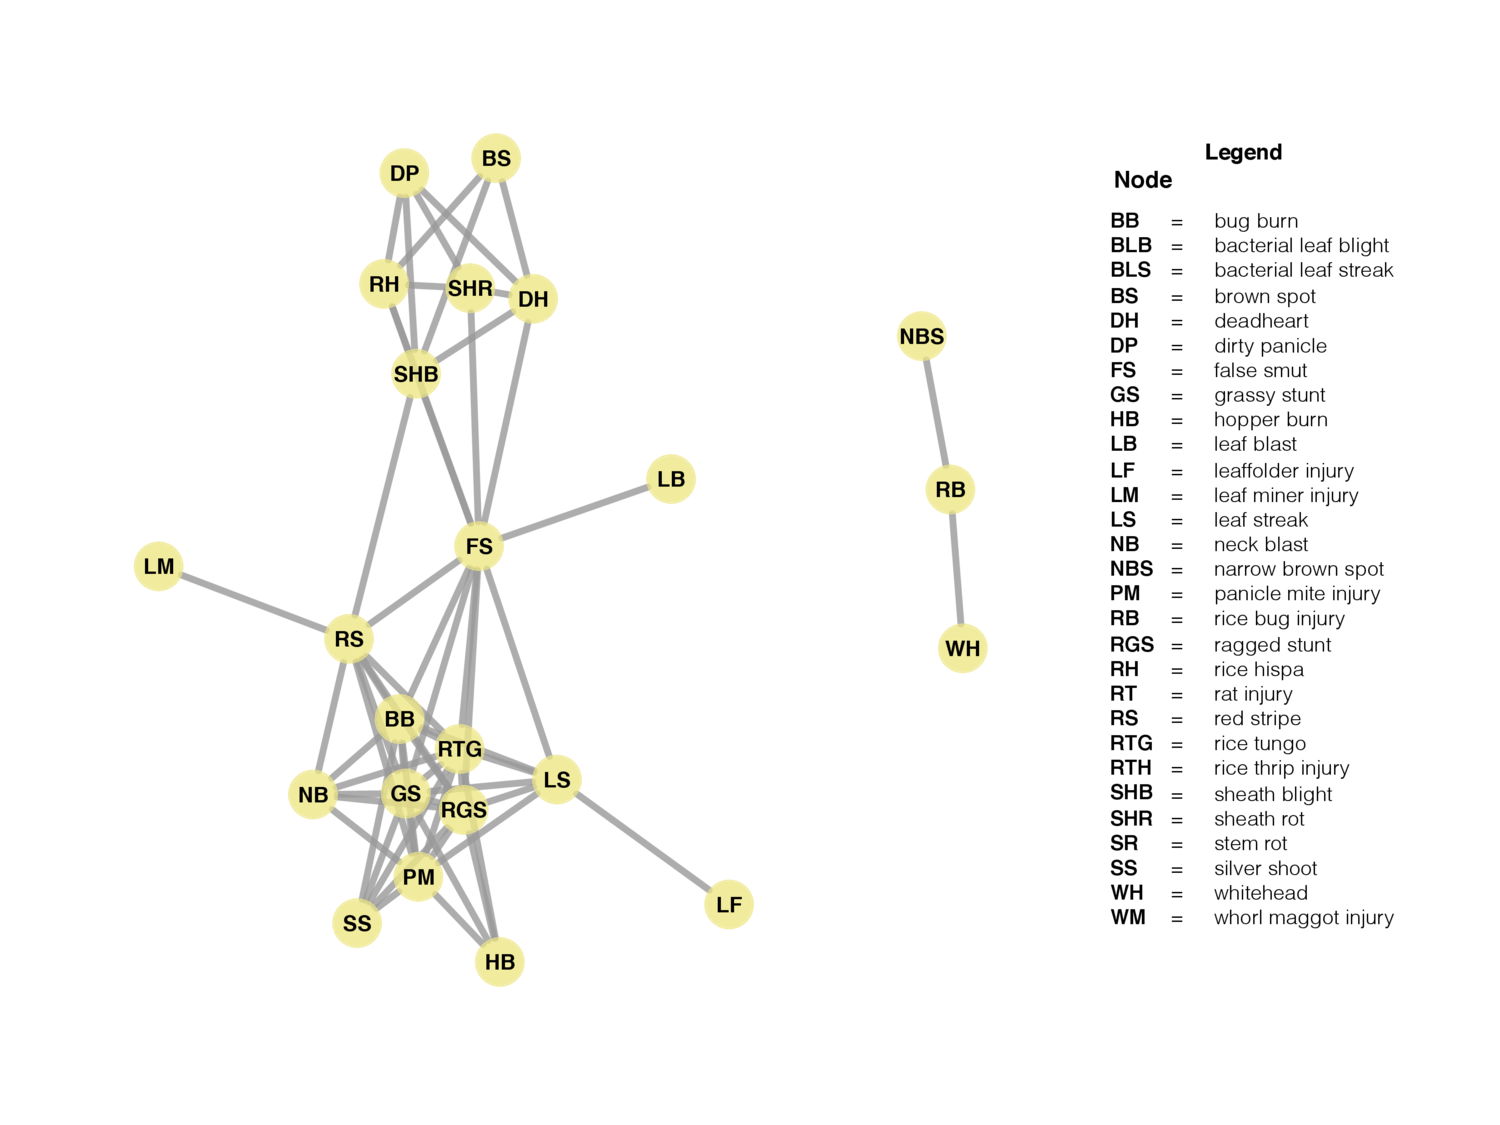 DP
BS
RH
SHR
DH
SHB
NBS
LB
RB
FS
LM
RS
WH
BB
RTG
LS
NB
GS
RGS
PM
LF
SS
HB
Legend
Node
BB = bug burn
BLB = bacterial leaf blight
BLS = bacterial leaf streak
BS = brown spot
DH = deadheart
DP = dirty panicle
FS = false smut
GS = grassy stunt
HB = hopper burn
LB = leaf blast
LF = leaffolder injury
LM = leaf miner injury
LS = leaf streak
NB = neck blast
NBS = narrow brown spot
PM = panicle mite injury
RB = rice bug injury
RGS = ragged stunt
RH = rice hispa
RT = rat injury
RS = red stripe
RTG = rice tungo
RTH = rice thrip injury
SHB = sheath blight
SHR = sheath rot
SR = stem rot
SS = silver shoot
WH = whitehead
WM = whorl maggot injury